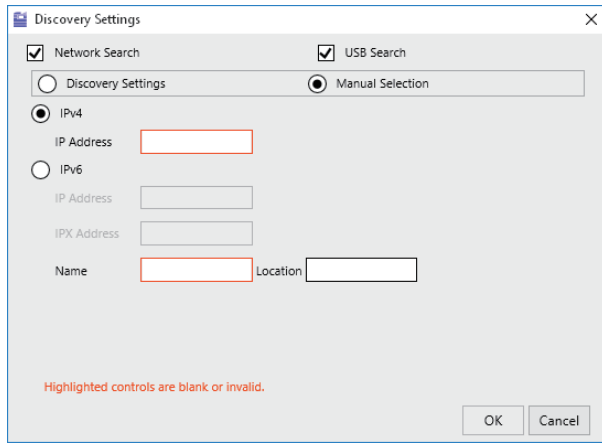 Discovery Settings
Network Search USB Search
Discovery Settings Manual Selection
IPv4
IP Address
IPv6
IP Address
IPX Address
Name Location
Highlighted controls are blank or invalid.
OK Cancel